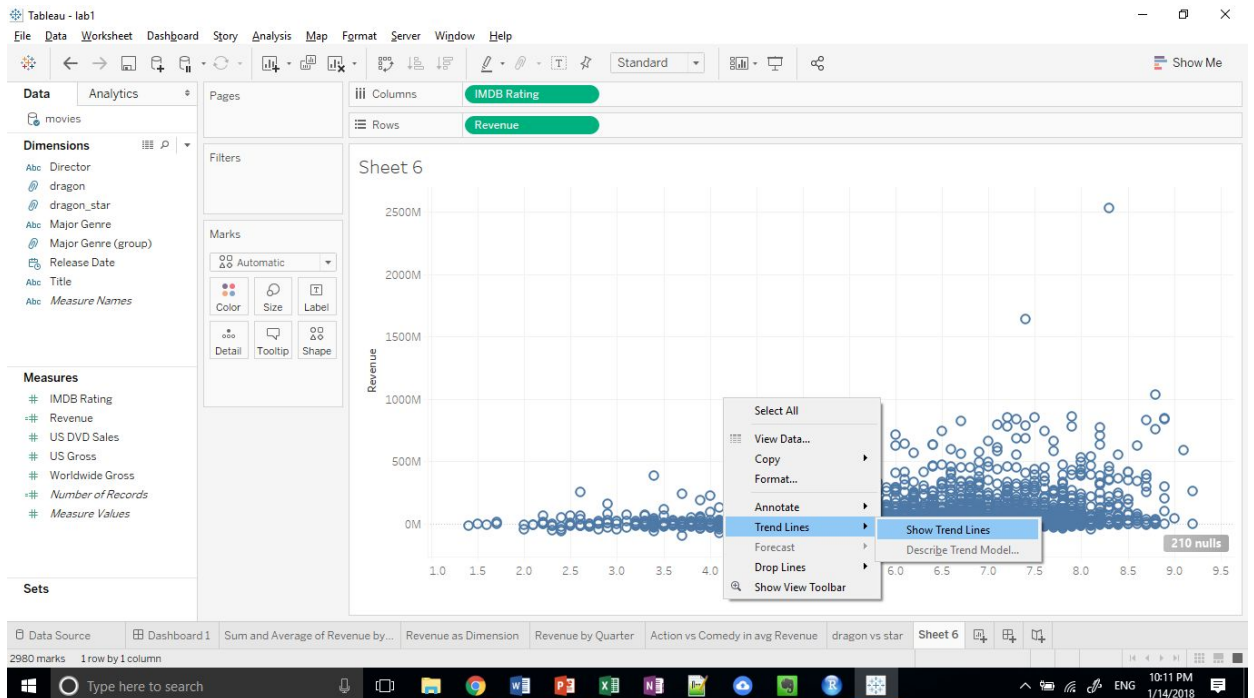 Tableau - lab1
File Data Worksheet Dashboard Story Analysis Map Format Server Window Help
Standard
Show Me
Data Analytics
movies
Dimensions
Abc Director
dragon
dragon_star
Abc Major Genre
Major Genre (group)
Release Date
Abc Title
Abc Measure Names
Measures
# IMDB Rating
=# Revenue
# US DVD Sales
# US Gross
# Worldwide Gross
=# Number of Records
# Measure Values
Sets
Pages
Filters
Marks
Automatic
Color Size Label
Detail Tooltip Shape
Columns IMDB Rating
Rows Revenue
Sheet 6
Revenue
2500M
2000M
1500M
1000M
500M
0M
1.0 1.5 2.0 2.5 3.0 3.5 4.0 6.0 6.5 7.0 7.5 8.0 8.5 9.0 9.5
210 nulls
Select All
View Data...
Copy
Format...
Annotate
Trend Lines
Forecast
Drop Lines
Show View Toolbar
Show Trend Lines
Describe Trend Model...
Data Source Dashboard 1 Sum and Average of Revenue by... Revenue as Dimension Revenue by Quarter Action vs Comedy in avg Revenue dragon vs star Sheet 6
2980 marks 1 row by 1 column
Type here to search
ENG
10:11 PM
1/14/2018